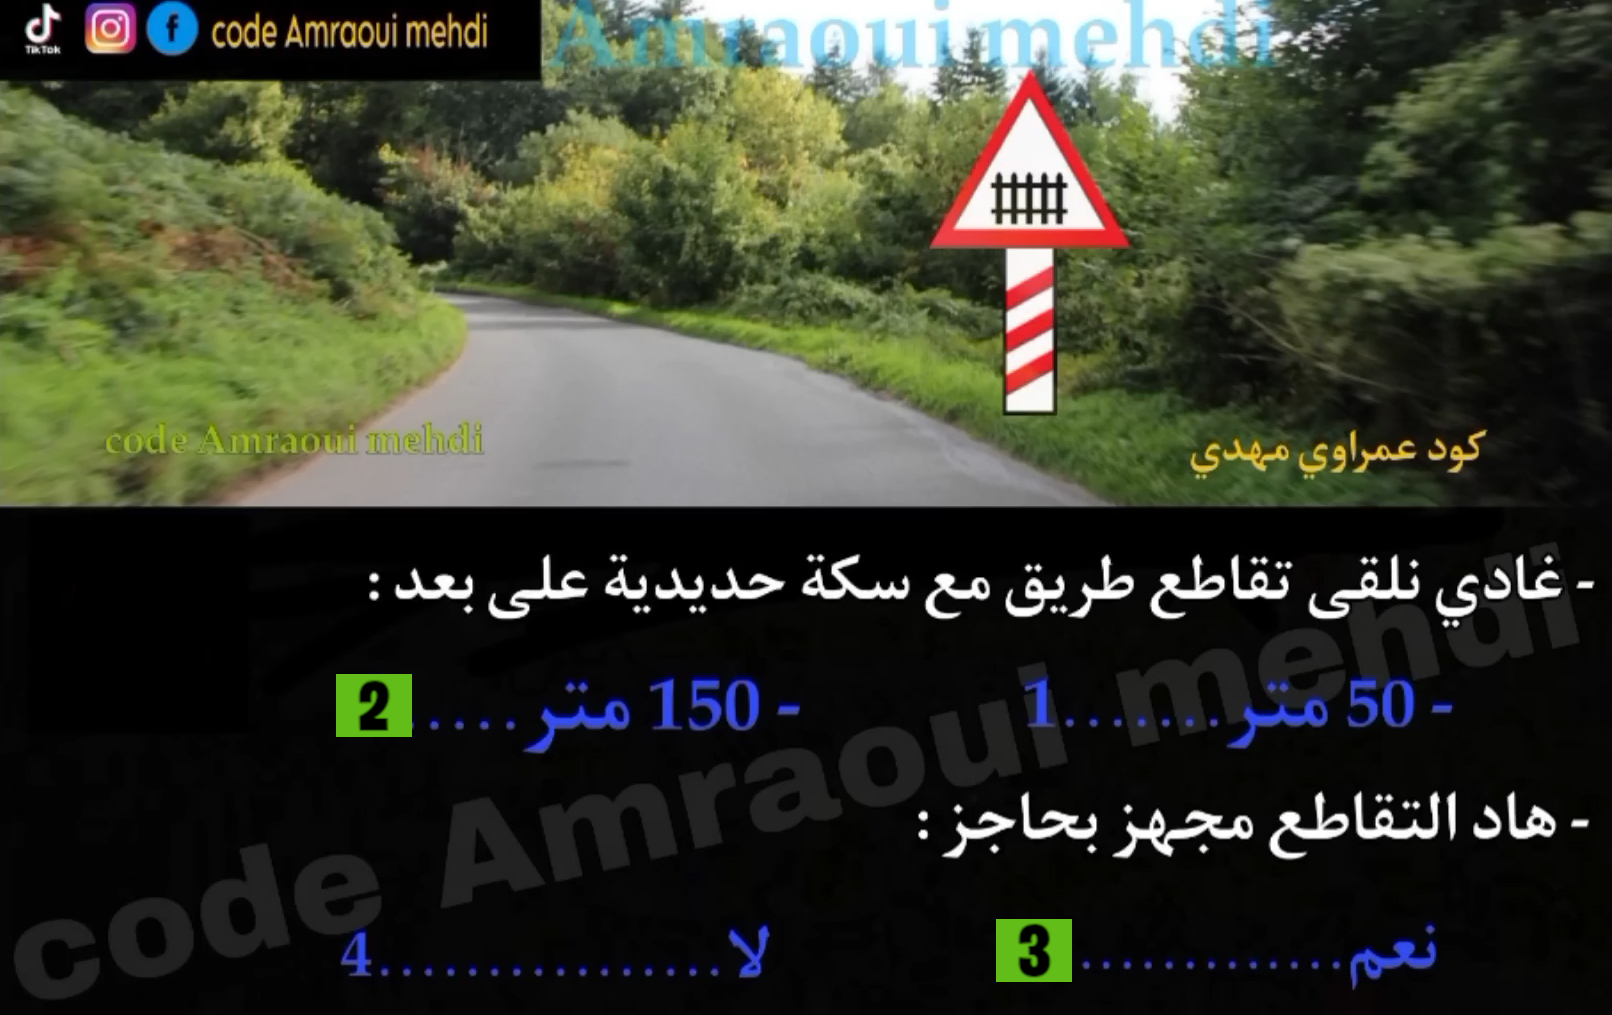 TikTok
code Amraoui mehdi
Amraoui mehdi
code Amraoui mehdi
كود عمراوي مهدي
- غادي نلقى تقاطع طريق مع سكة حديدية على بعد :
- 50 متر.......1 - 150 متر.....2
- هاد التقاطع مجهز بحاجز :
نعم.............3 لا................4
code Amraoui mehdi